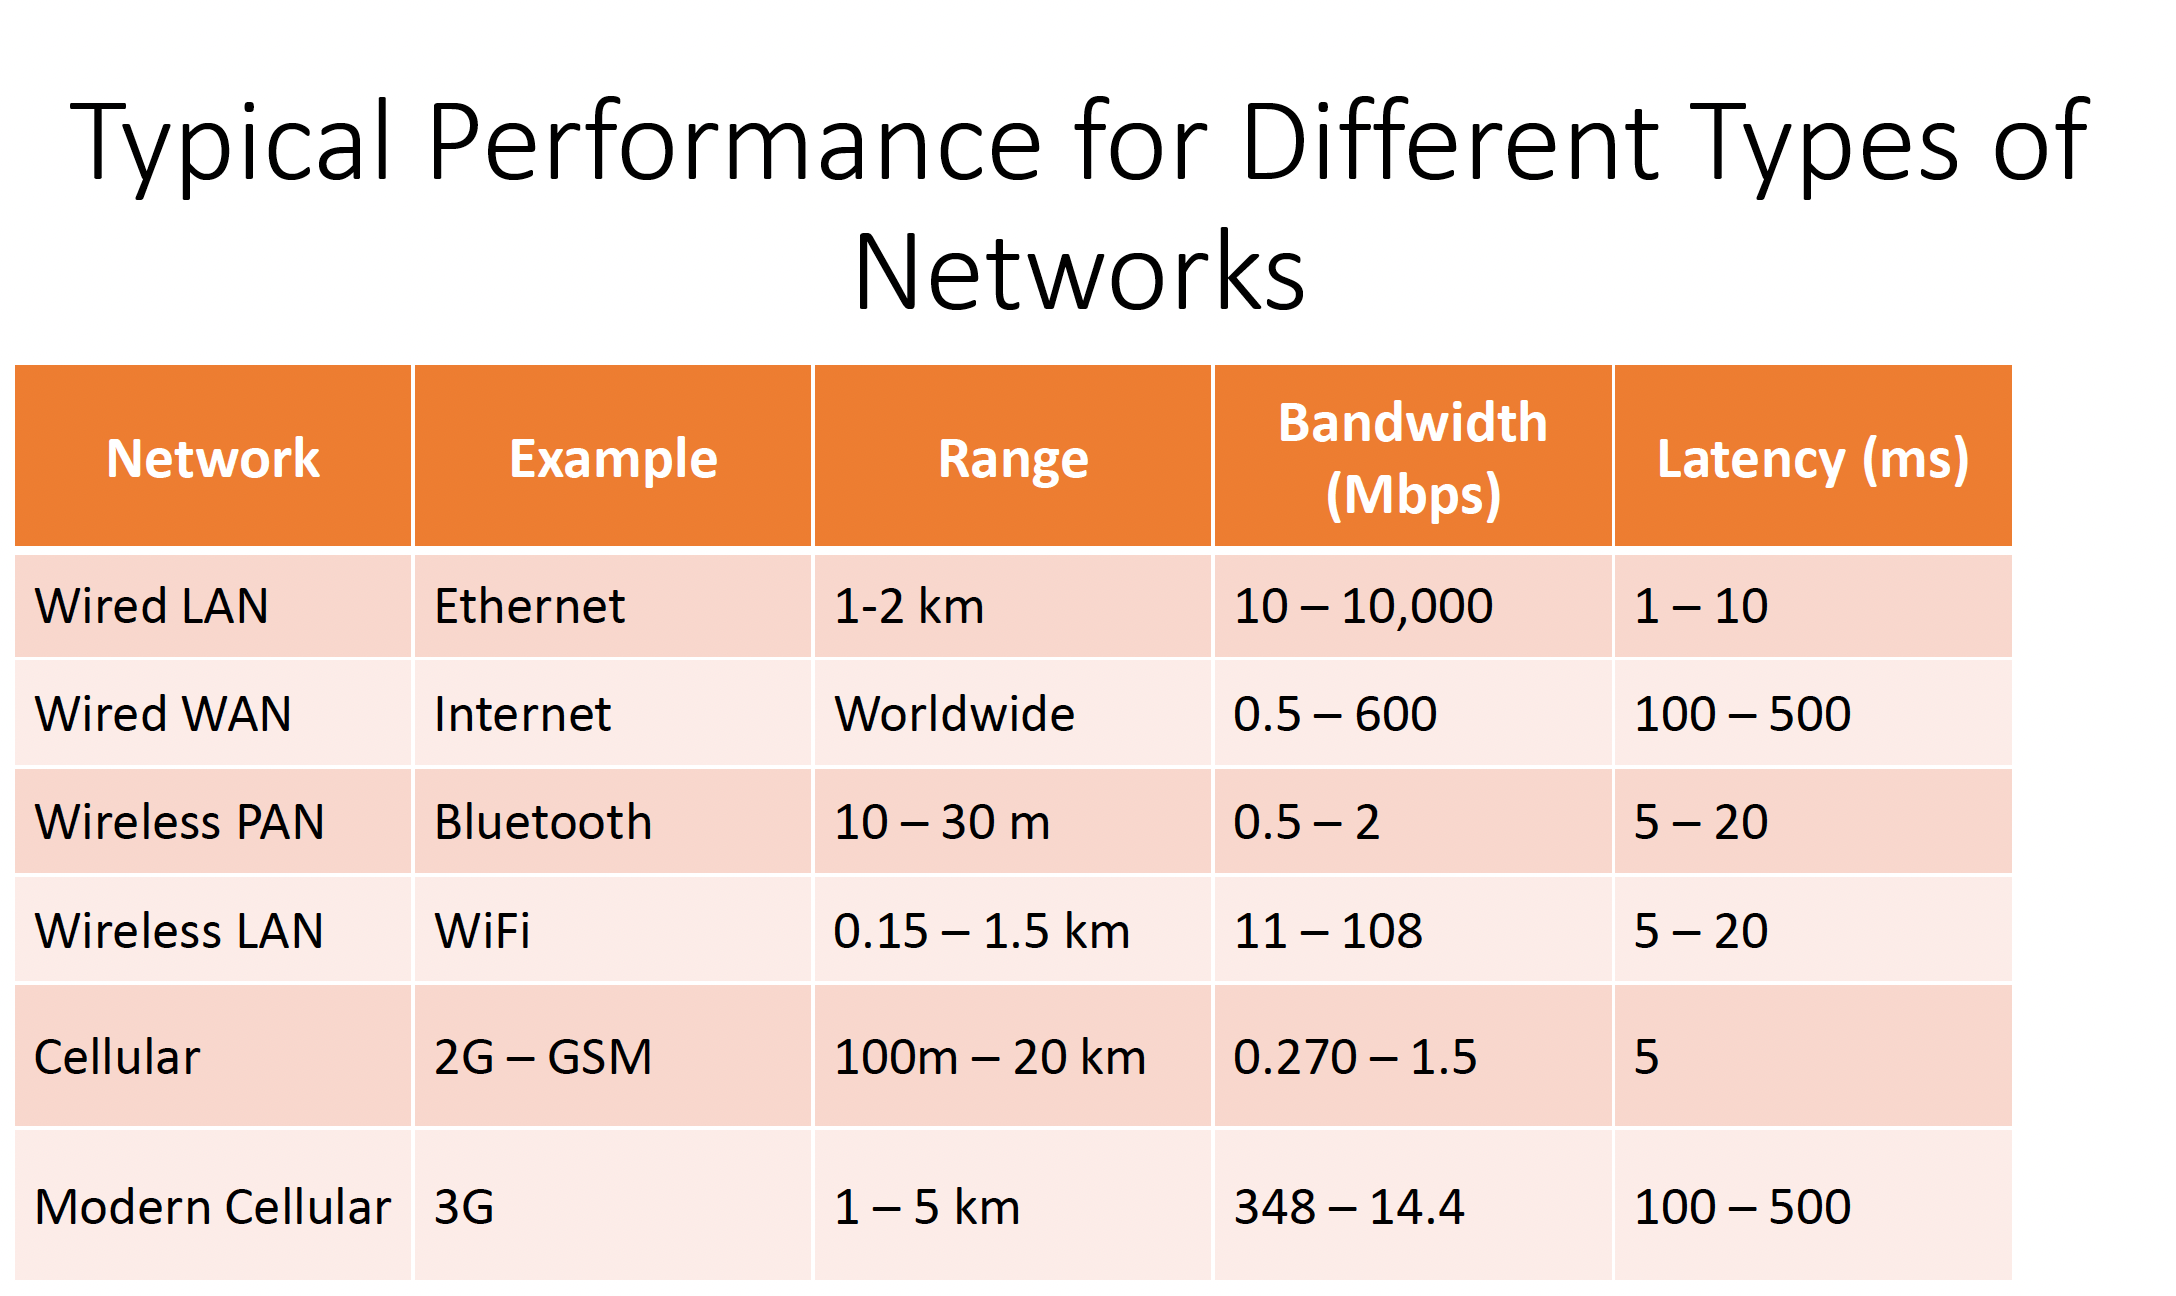 Typical Performance for Different Types of
Networks
Network Example Range Bandwidth (Mbps) Latency (ms)
Wired LAN Ethernet 1-2 km 10 – 10,000 1 – 10
Wired WAN Internet Worldwide 0.5 – 600 100 – 500
Wireless PAN Bluetooth 10 – 30 m 0.5 – 2 5 – 20
Wireless LAN WiFi 0.15 – 1.5 km 11 – 108 5 – 20
Cellular 2G – GSM 100m – 20 km 0.270 – 1.5 5
Modern Cellular 3G 1 – 5 km 348 – 14.4 100 – 500